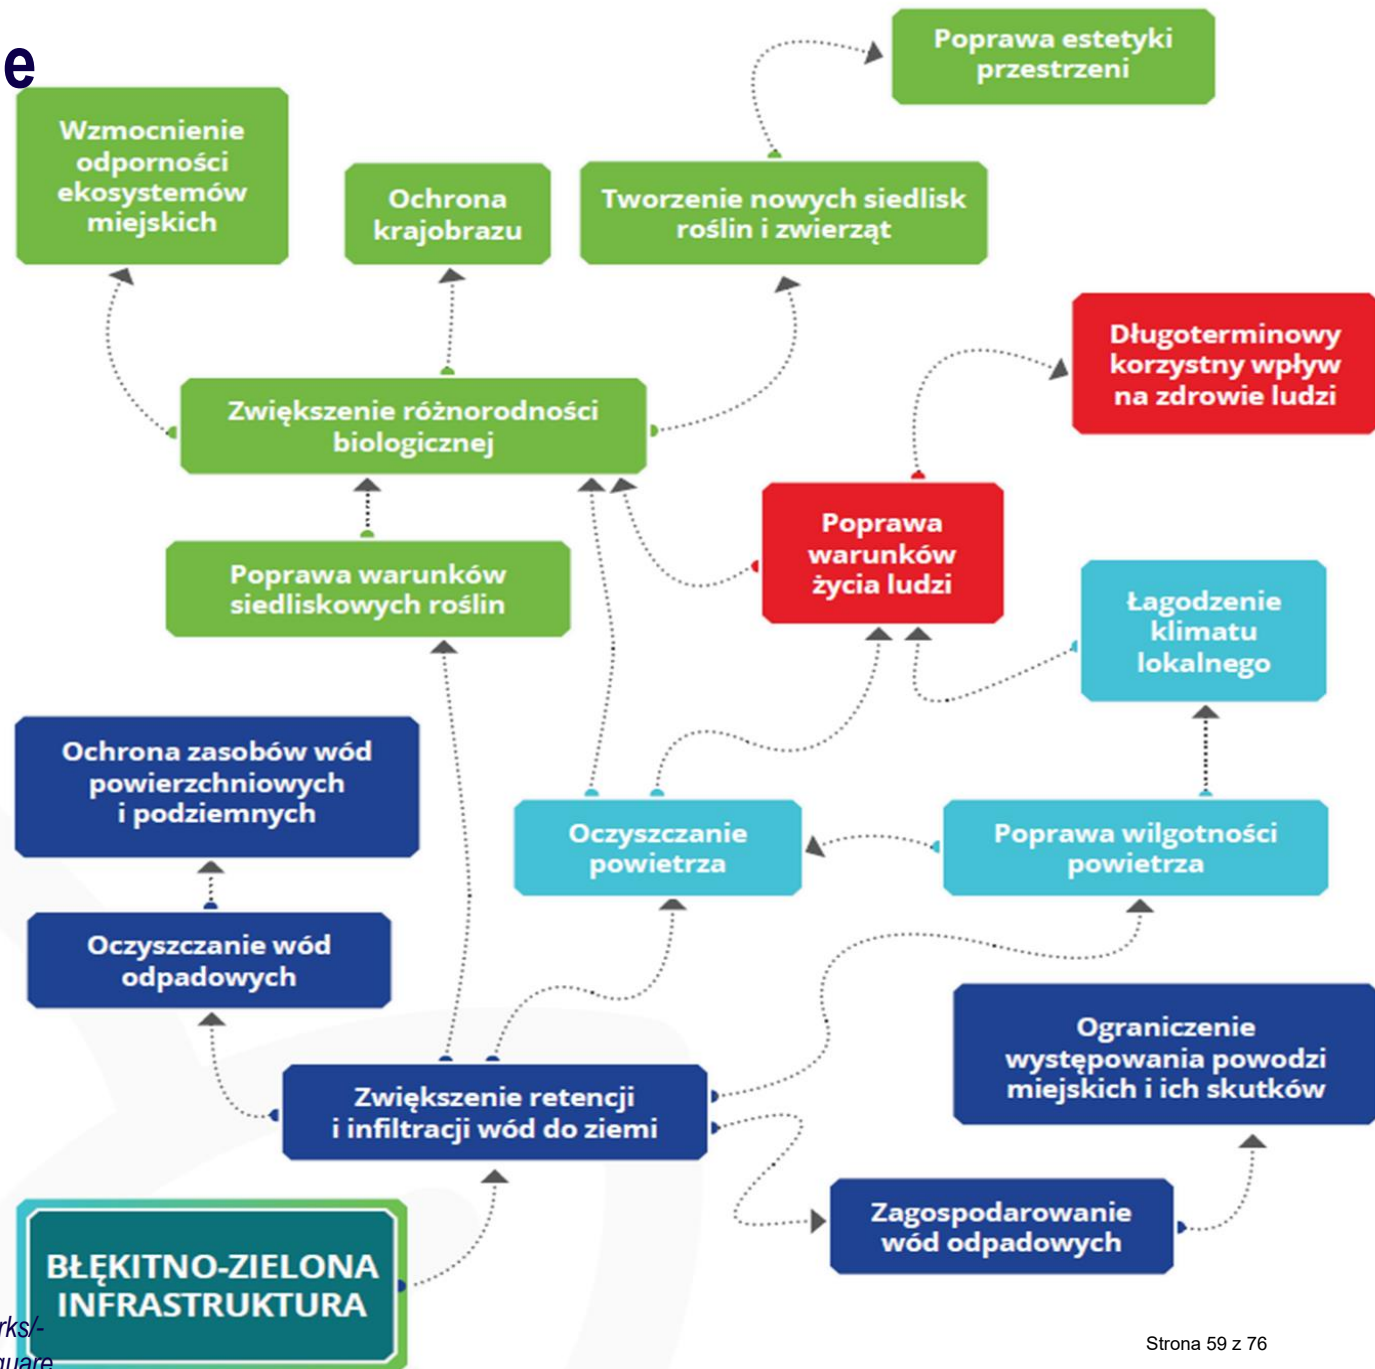 e
Poprawa estetyki
przestrzeni
Wzmocnienie
odporności
ekosystemów
miejskich
Ochrona
krajobrazu
Tworzenie nowych siedlisk
roślin i zwierząt
Długoterminowy
korzystny wpływ
na zdrowie ludzi
Zwiększenie różnorodności
biologicznej
Poprawa
warunków
życia ludzi
Poprawa warunków
siedliskowych roślin
Łagodzenie
klimatu
lokalnego
Ochrona zasobów wód
powierzchniowych
i podziemnych
Oczyszczanie
powietrza
Poprawa wilgotności
powietrza
Oczyszczanie wód
odpadowych
Ograniczenie
występowania powodzi
miejskich i ich skutków
Zwiększenie retencji
i infiltracji wód do ziemi
Zagospodarowanie
wód odpadowych
BŁĘKITNO-ZIELONA
INFRASTRUKTURA
rks/-
quare
Strona 59 z 76